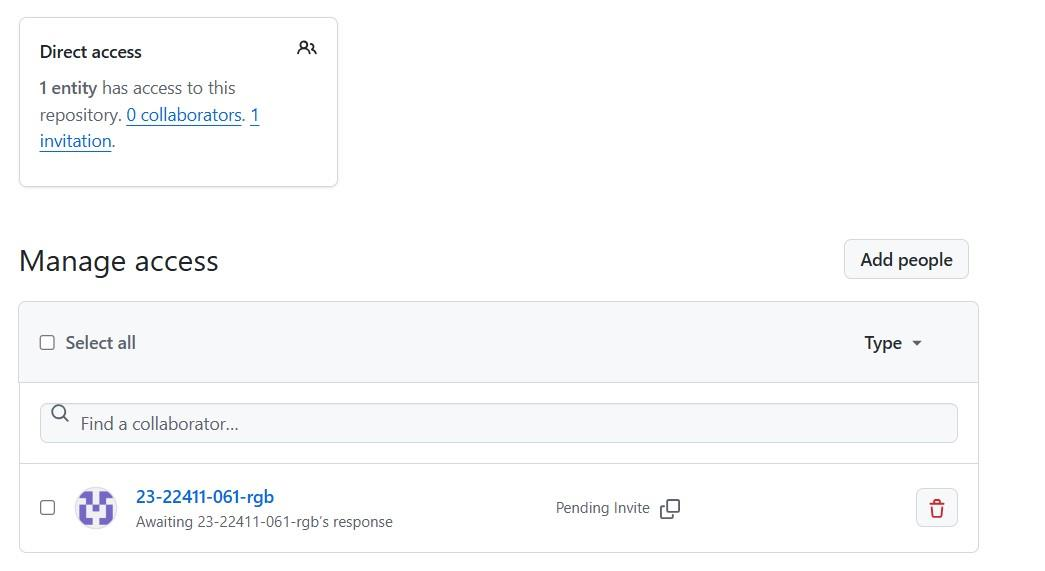 Direct access
1 entity has access to this
repository. 0 collaborators. 1
invitation.
Manage access
Add people
Select all
Type
Find a collaborator...
23-22411-061-rgb
Awaiting 23-22411-061-rgb's response
Pending Invite